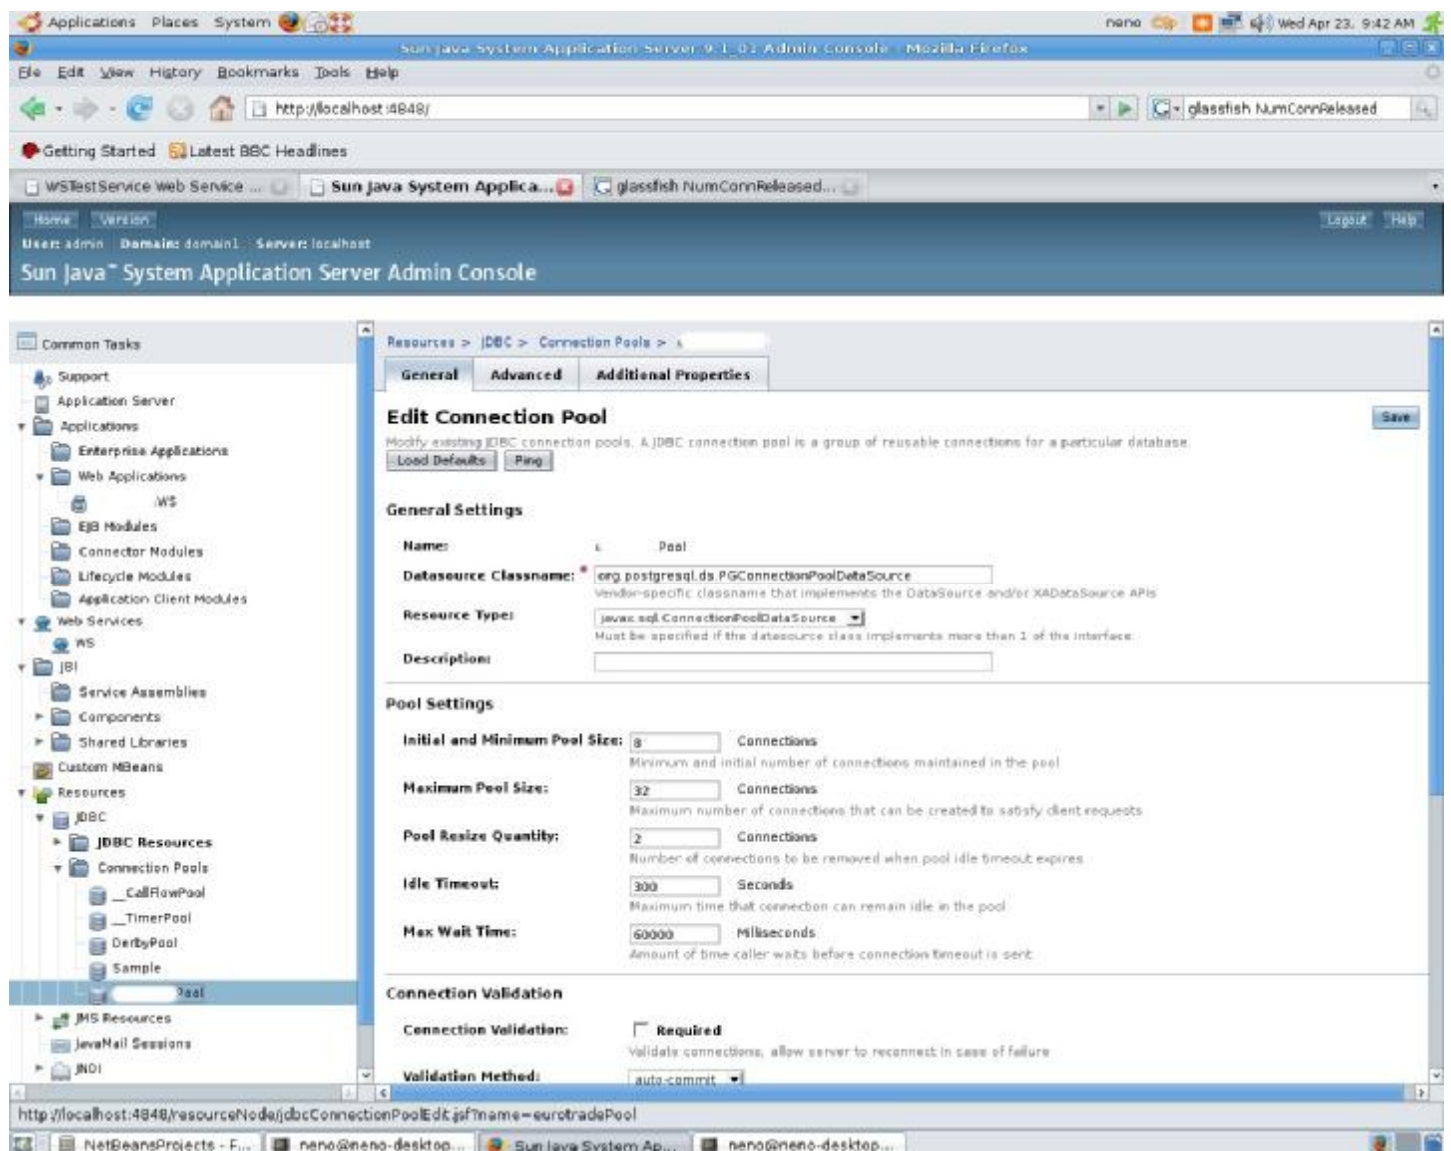 Applications Places System neno Wed Apr 23, 9:42 AM
Sun Java System Application Server 9.1_01 Admin Console - Mozilla Firefox
File Edit View History Bookmarks Tools Help
http://localhost:4848/ glassfish NumConnReleased
Getting Started Latest BBC Headlines
WSTestService Web Service ... Sun Java System Applica... glassfish NumConnReleased...
Home Version Logout Help
User: admin Domain: domain1 Server: localhost
Sun Java™ System Application Server Admin Console
Common Tasks
Support
Application Server
Applications
Enterprise Applications
Web Applications
WS
EJB Modules
Connector Modules
Lifecycle Modules
Application Client Modules
Web Services
WS
JBI
Service Assemblies
Components
Shared Libraries
Custom MBeans
Resources
JDBC
JDBC Resources
Connection Pools
__CallFlowPool
__TimerPool
DerbyPool
Sample
Pool
JMS Resources
JavaMail Sessions
JNDI
Resources > JDBC > Connection Pools >
General Advanced Additional Properties
Edit Connection Pool Save
Modify existing JDBC connection pools. A JDBC connection pool is a group of reusable connections for a particular database.
Load Defaults Ping
General Settings
Name: Pool
Datasource Classname: * org.postgresql.ds.PGConnectionPoolDataSource
Vendor-specific classname that implements the DataSource and/or XADataSource APIs
Resource Type: javax.sql.ConnectionPoolDataSource
Must be specified if the datasource class implements more than 1 of the interface.
Description:
Pool Settings
Initial and Minimum Pool Size: 8 Connections
Minimum and initial number of connections maintained in the pool
Maximum Pool Size: 32 Connections
Maximum number of connections that can be created to satisfy client requests
Pool Resize Quantity: 2 Connections
Number of connections to be removed when pool idle timeout expires
Idle Timeout: 300 Seconds
Maximum time that connection can remain idle in the pool
Max Wait Time: 60000 Milliseconds
Amount of time caller waits before connection timeout is sent
Connection Validation
Connection Validation: Required
Validate connections, allow server to reconnect in case of failure
Validation Method: auto-commit
http://localhost:4848/resourceNode/jdbcConnectionPoolEdit.jsf?name=eurotradePool
NetBeansProjects - F... neno@neno-desktop... Sun Java System Ap... neno@neno-desktop...